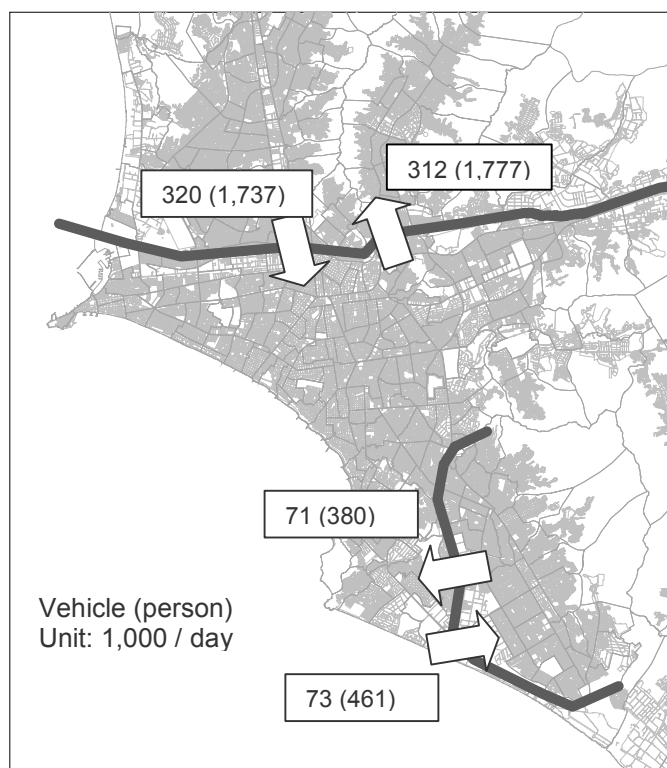 312 (1,777)
320 (1,737)
71 (380)
Vehicle (person)
Unit: 1,000 / day
73 (461)